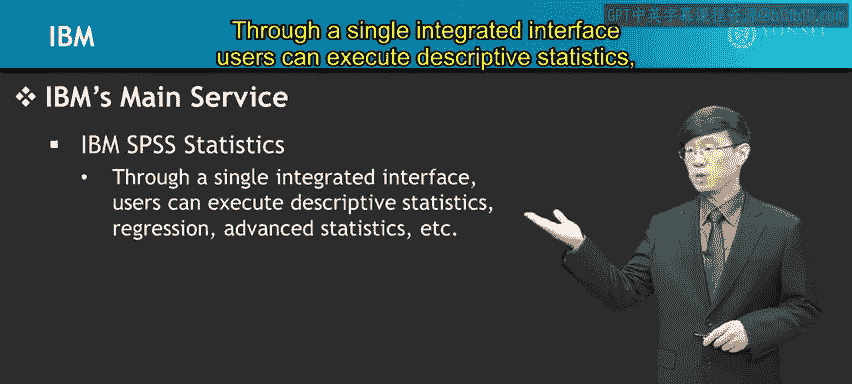 IBM
Through a single integrated interface
users can execute descriptive statistics,
❖ IBM's Main Service
▪ IBM SPSS Statistics
• Through a single integrated interface,
users can execute descriptive statistics,
regression, advanced statistics, etc.